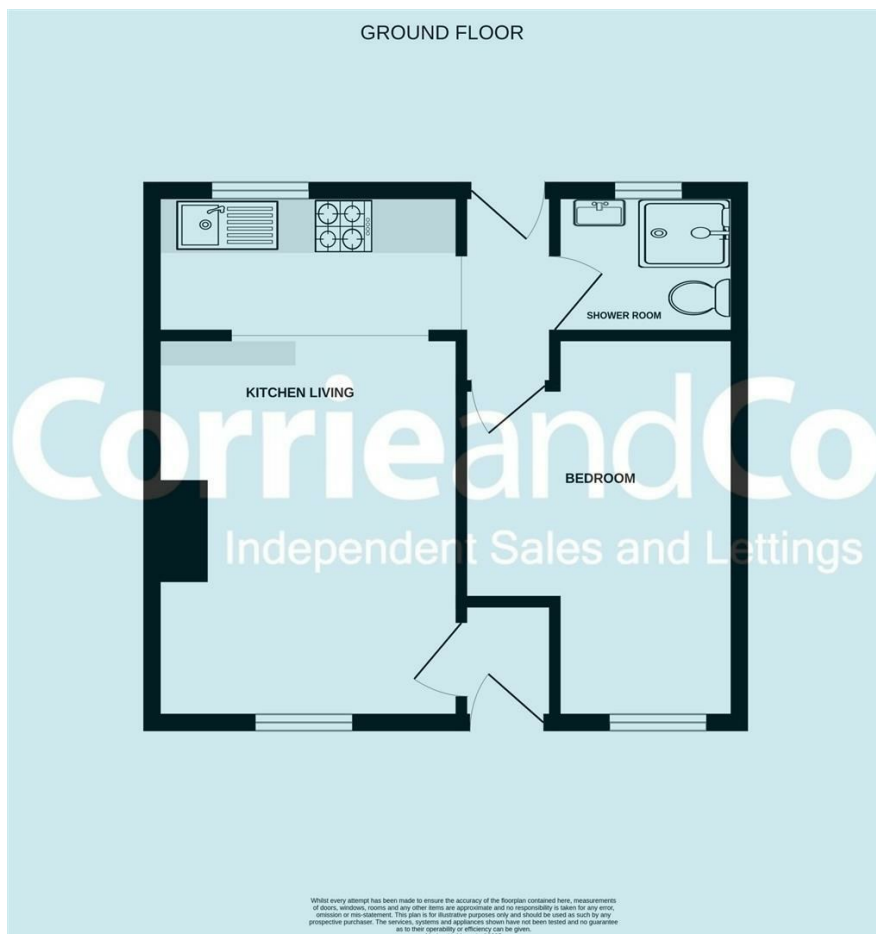 GROUND FLOOR
SHOWER ROOM
KITCHEN LIVING
CorrieandCo
BEDROOM
Independent Sales and Lettings
Whilst every attempt has been made to ensure the accuracy of the floorplan contained here, measurements
of doors, windows, rooms and any other items are approximate and no responsibility is taken for any error,
omission or mis-statement. This plan is for illustrative purposes only and should be used as such by any
prospective purchaser. The services, systems and appliances shown have not been tested and no guarantee
as to their operability or efficiency can be given.